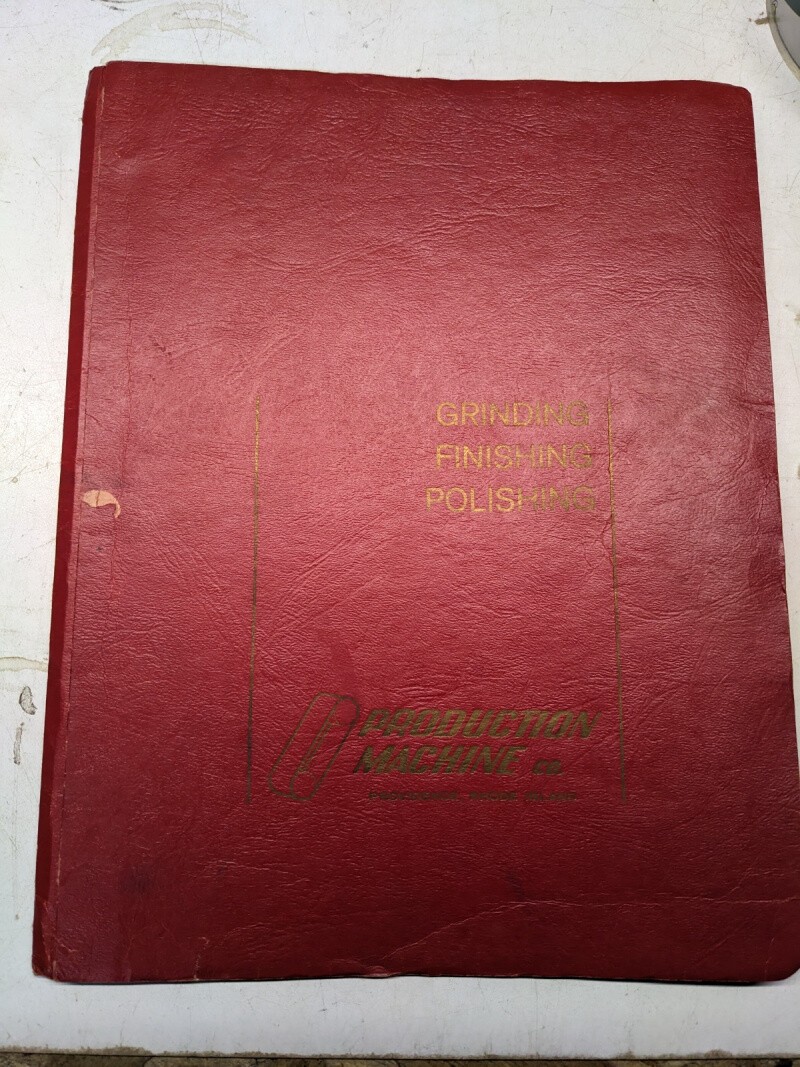 GRINDING
FINISHING
POLISHING
PRODUCTION
MACHINE CO.